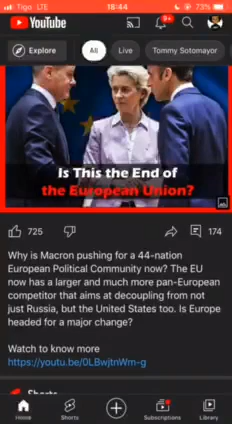 Tigo LTE
18:44
73%
YouTube
9+
Explore
All
Live
Tommy Sotomayor
Is This the End of
the European Union?
725
174
Why is Macron pushing for a 44-nation
European Political Community now? The EU
now has a larger and much more pan-European
competitor that aims at decoupling from not
just Russia, but the United States too. Is Europe
headed for a major change?
Watch to know more
https://youtu.be/0LBwjtnWm-g
Shorts
Home
Shorts
Subscriptions
Library